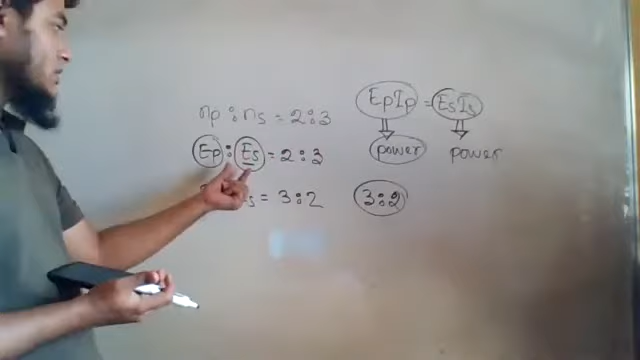 np : ns = 2:3
Ep : Es = 2:3
s = 3:2
EpIp = EsIs
power power
3:2